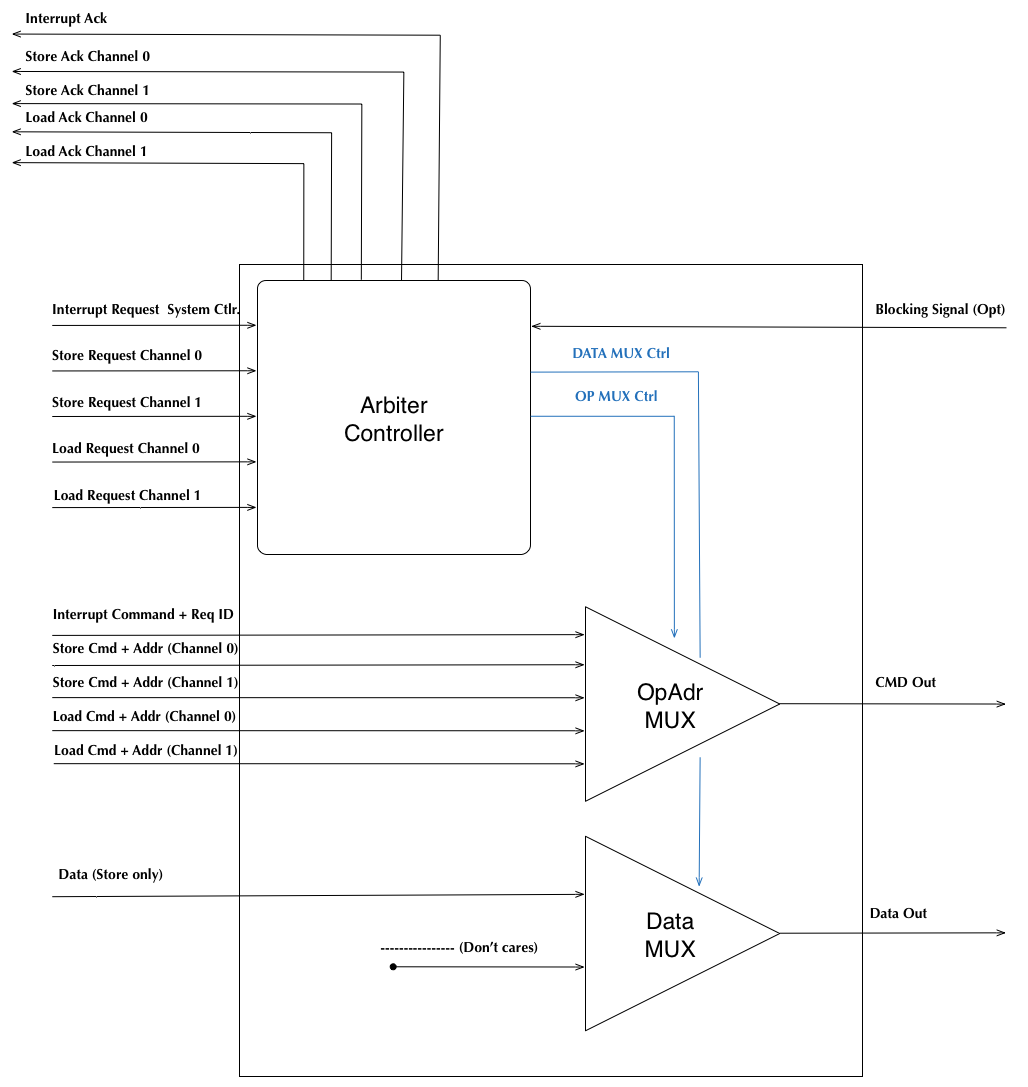 Interrupt Ack
Store Ack Channel 0
Store Ack Channel 1
Load Ack Channel 0
Load Ack Channel 1
Interrupt Request System Ctlr.
Blocking Signal (Opt)
Store Request Channel 0
DATA MUX Ctrl
OP MUX Ctrl
Store Request Channel 1
Arbiter
Controller
Load Request Channel 0
Load Request Channel 1
Interrupt Command + Req ID
Store Cmd + Addr (Channel 0)
Store Cmd + Addr (Channel 1)
Load Cmd + Addr (Channel 0)
Load Cmd + Addr (Channel 1)
OpAdr
MUX
CMD Out
Data (Store only)
Data
MUX
Data Out
---------------- (Don't cares)